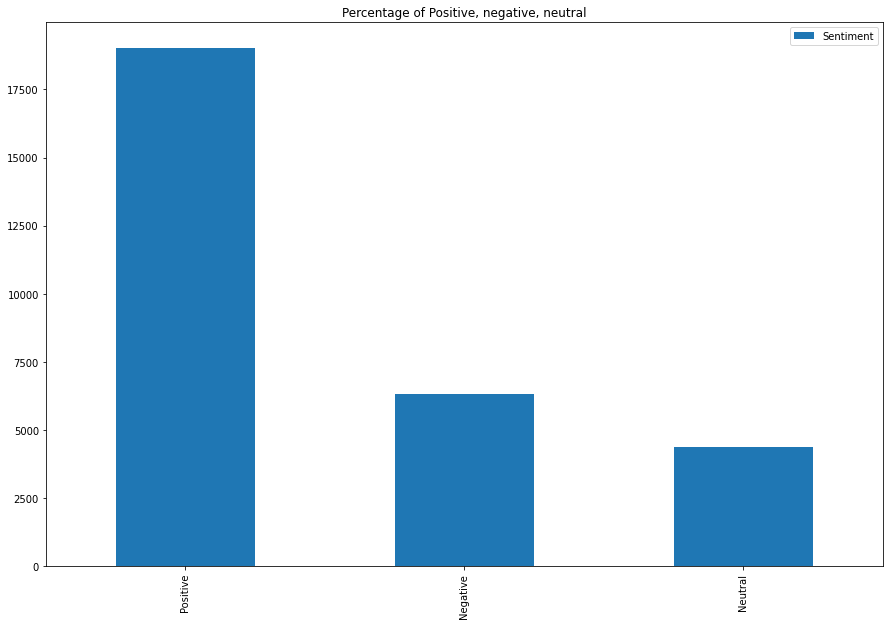 Percentage of Positive, negative, neutral
Sentiment
17500
15000
12500
10000
7500
5000
2500
0
Positive
Negative
Neutral